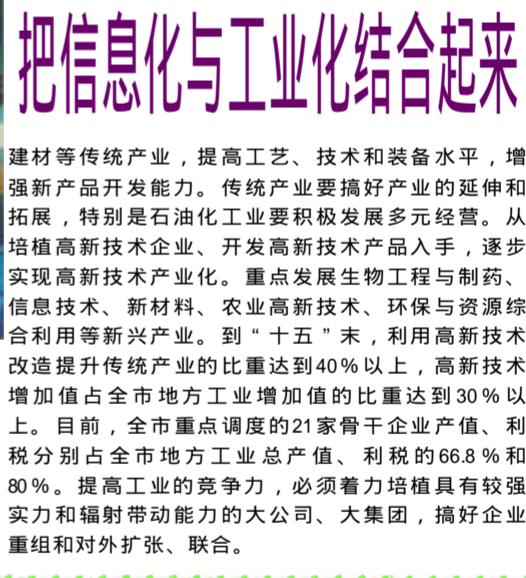 把信息化与工业化结合起来
建材等传统产业，提高工艺、技术和装备水平，增
强新产品开发能力。传统产业要搞好产业的延伸和
拓展，特别是石油化工业要积极发展多元经营。从
培植高新技术企业、开发高新技术产品入手，逐步
实现高新技术产业化。重点发展生物工程与制药、
信息技术、新材料、农业高新技术、环保与资源综
合利用等新兴产业。到“十五”末，利用高新技术
改造提升传统产业的比重达到40％以上，高新技术
增加值占全市地方工业增加值的比重达到30％以
上。目前，全市重点调度的21家骨干企业产值、利
税分别占全市地方工业总产值、利税的66.8％和
80％。提高工业的竞争力，必须着力培植具有较强
实力和辐射带动能力的大公司、大集团，搞好企业
重组和对外扩张、联合。